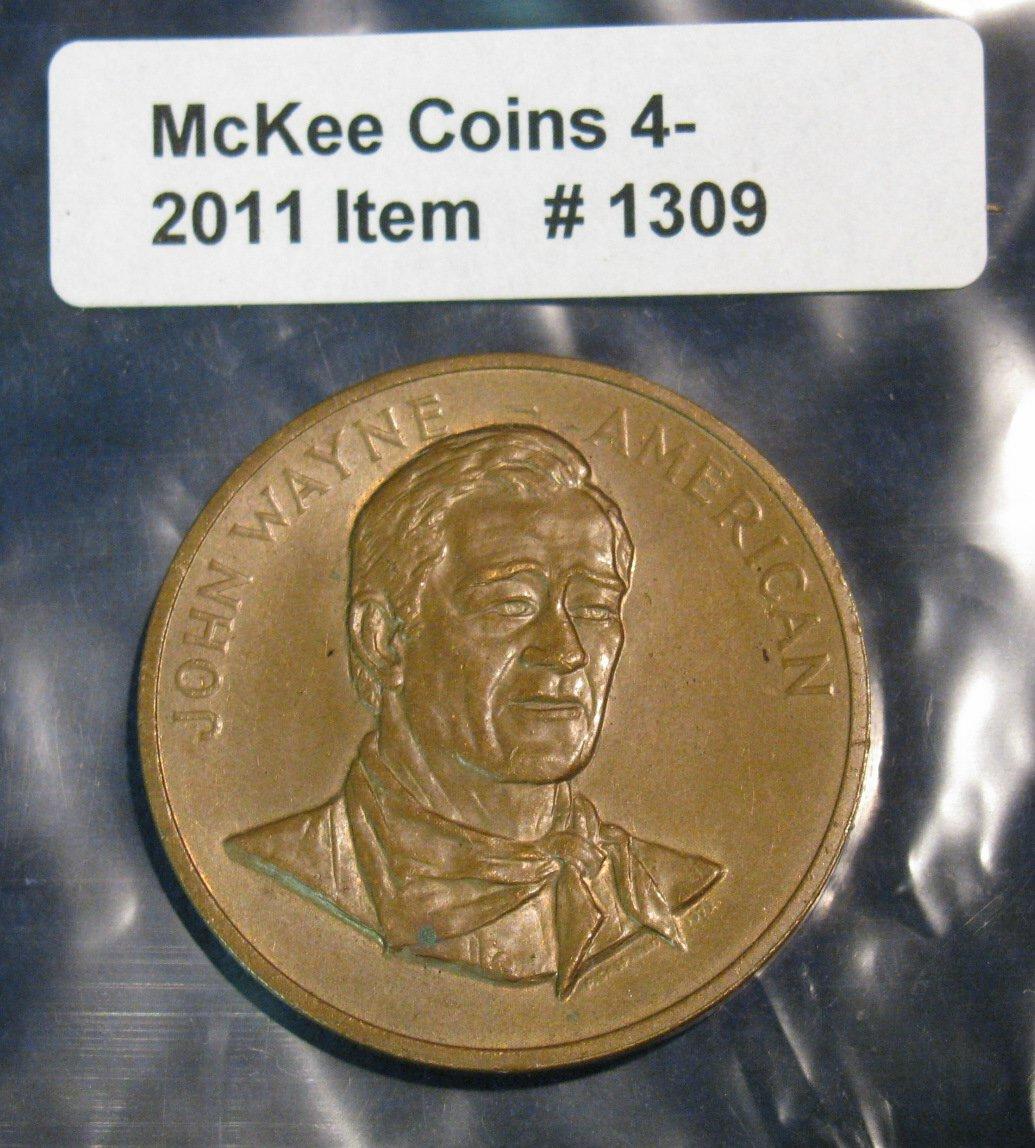 McKee Coins 4-
2011 Item # 1309
JOHN WAYNE - AMERICAN